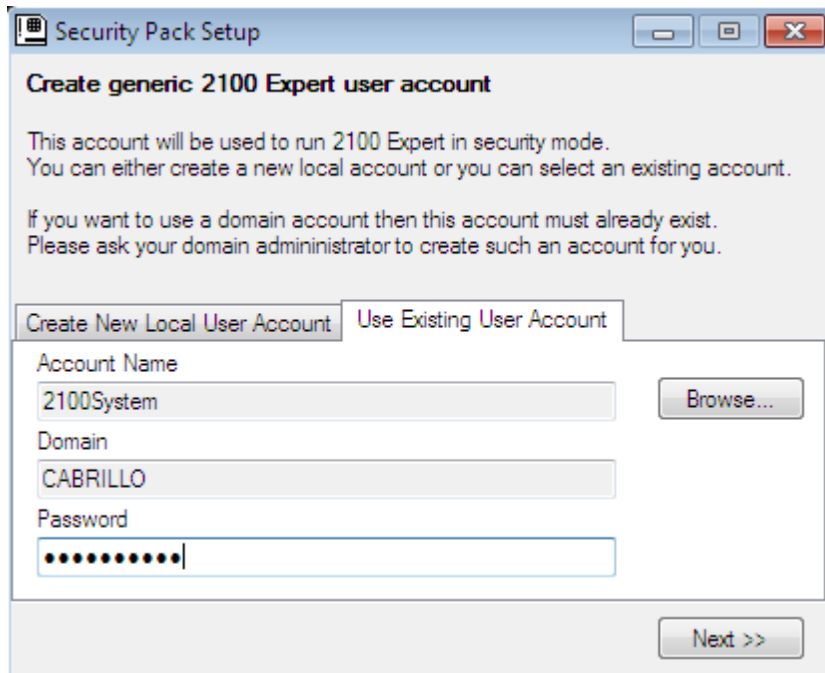 Security Pack Setup
Create generic 2100 Expert user account
This account will be used to run 2100 Expert in security mode.
You can either create a new local account or you can select an existing account.
If you want to use a domain account then this account must already exist.
Please ask your domain admininistrator to create such an account for you.
Create New Local User Account
Use Existing User Account
Account Name
2100System
Browse...
Domain
CABRILLO
Password
●●●●●●●●●●
Next >>